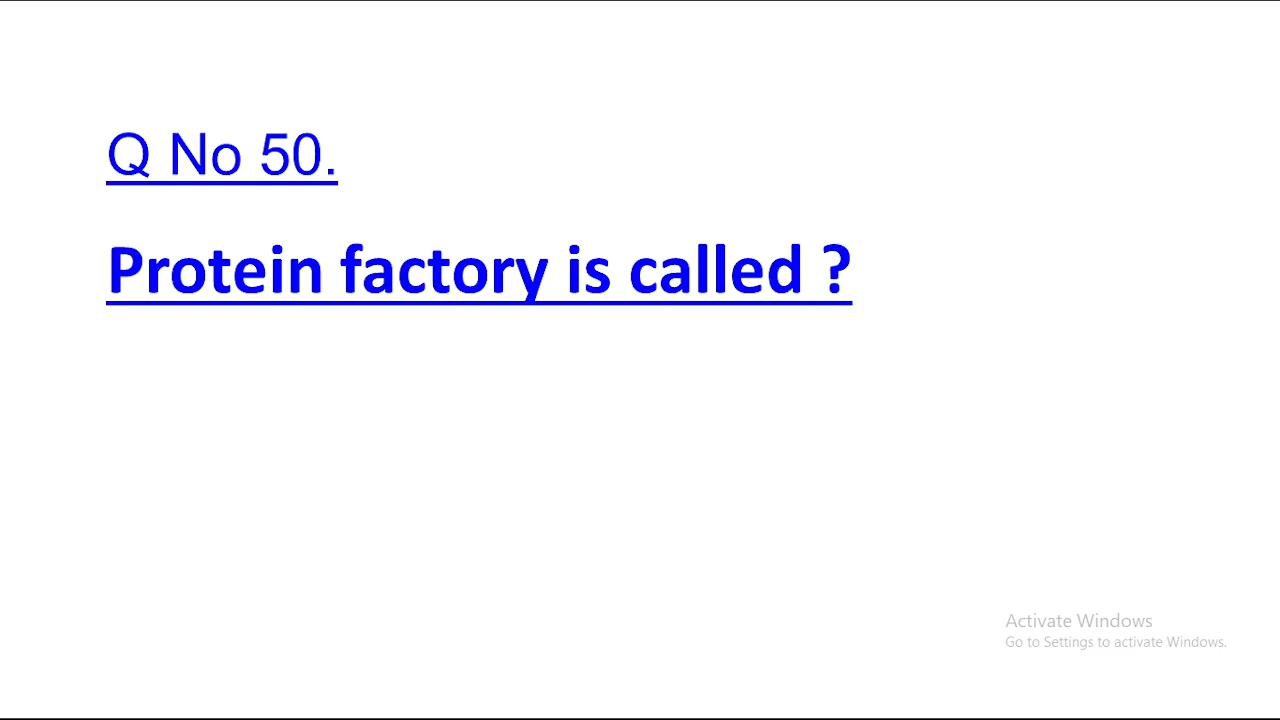 Q No 50.
Protein factory is called ?
Activate Windows
Go to Settings to activate Windows.